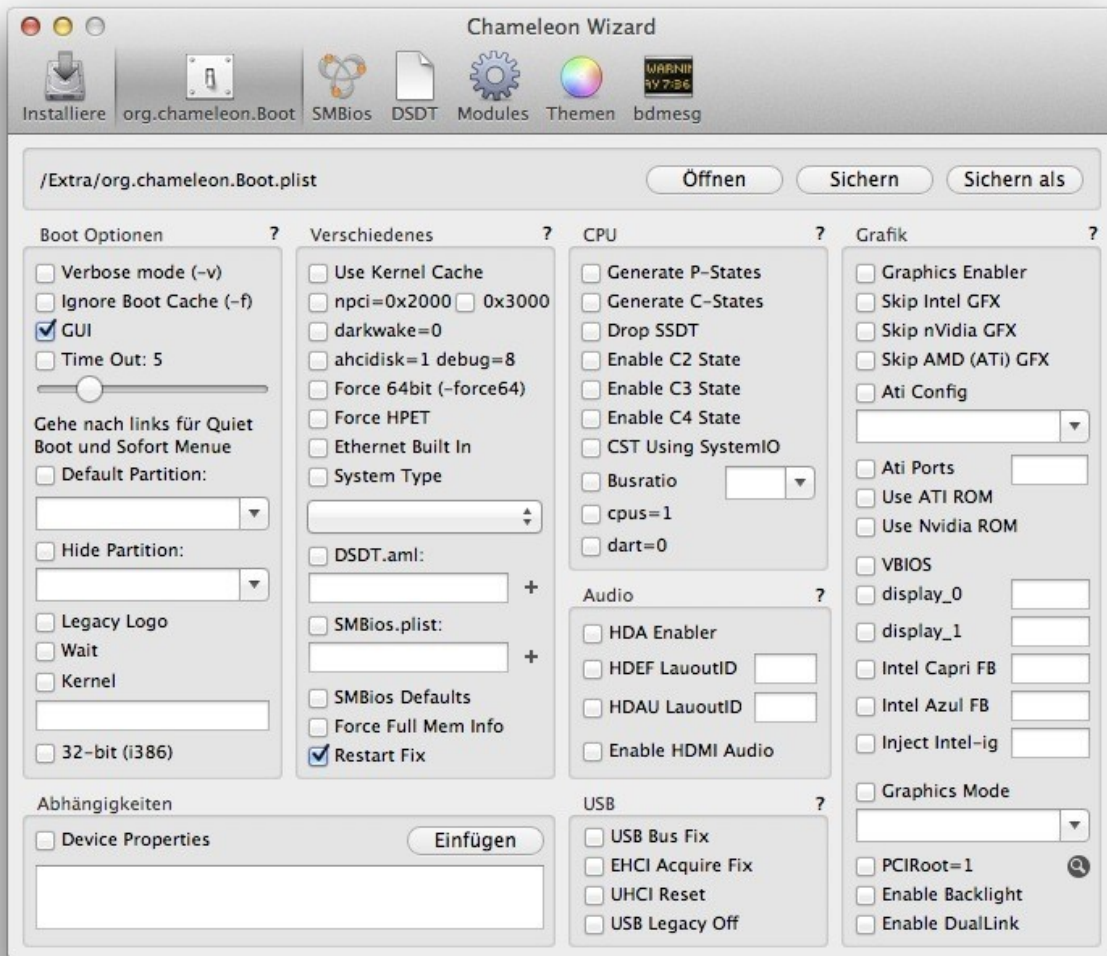 Chameleon Wizard
Installiere org.chameleon.Boot SMBios DSDT Modules Themen bdmesg
WARNIN
AY 7:36
/Extra/org.chameleon.Boot.plist Öffnen Sichern Sichern als
Boot Optionen ?
Verbose mode (-v)
Ignore Boot Cache (-f)
GUI
Time Out: 5
Gehe nach links für Quiet
Boot und Sofort Menue
Default Partition:
Hide Partition:
Legacy Logo
Wait
Kernel
32-bit (i386)
Verschiedenes ?
Use Kernel Cache
npci=0x2000 0x3000
darkwake=0
ahcidisk=1 debug=8
Force 64bit (-force64)
Force HPET
Ethernet Built In
System Type
DSDT.aml:
+
SMBios.plist:
+
SMBios Defaults
Force Full Mem Info
Restart Fix
CPU ?
Generate P-States
Generate C-States
Drop SSDT
Enable C2 State
Enable C3 State
Enable C4 State
CST Using SystemIO
Busratio
cpus=1
dart=0
Audio ?
HDA Enabler
HDEF LauoutID
HDAU LauoutID
Enable HDMI Audio
Grafik ?
Graphics Enabler
Skip Intel GFX
Skip nVidia GFX
Skip AMD (ATi) GFX
Ati Config
Ati Ports
Use ATI ROM
Use Nvidia ROM
VBIOS
display_0
display_1
Intel Capri FB
Intel Azul FB
Inject Intel-ig
Graphics Mode
PCIRoot=1
Enable Backlight
Enable DualLink
Abhängigkeiten
Device Properties Einfügen
USB ?
USB Bus Fix
EHCI Acquire Fix
UHCI Reset
USB Legacy Off